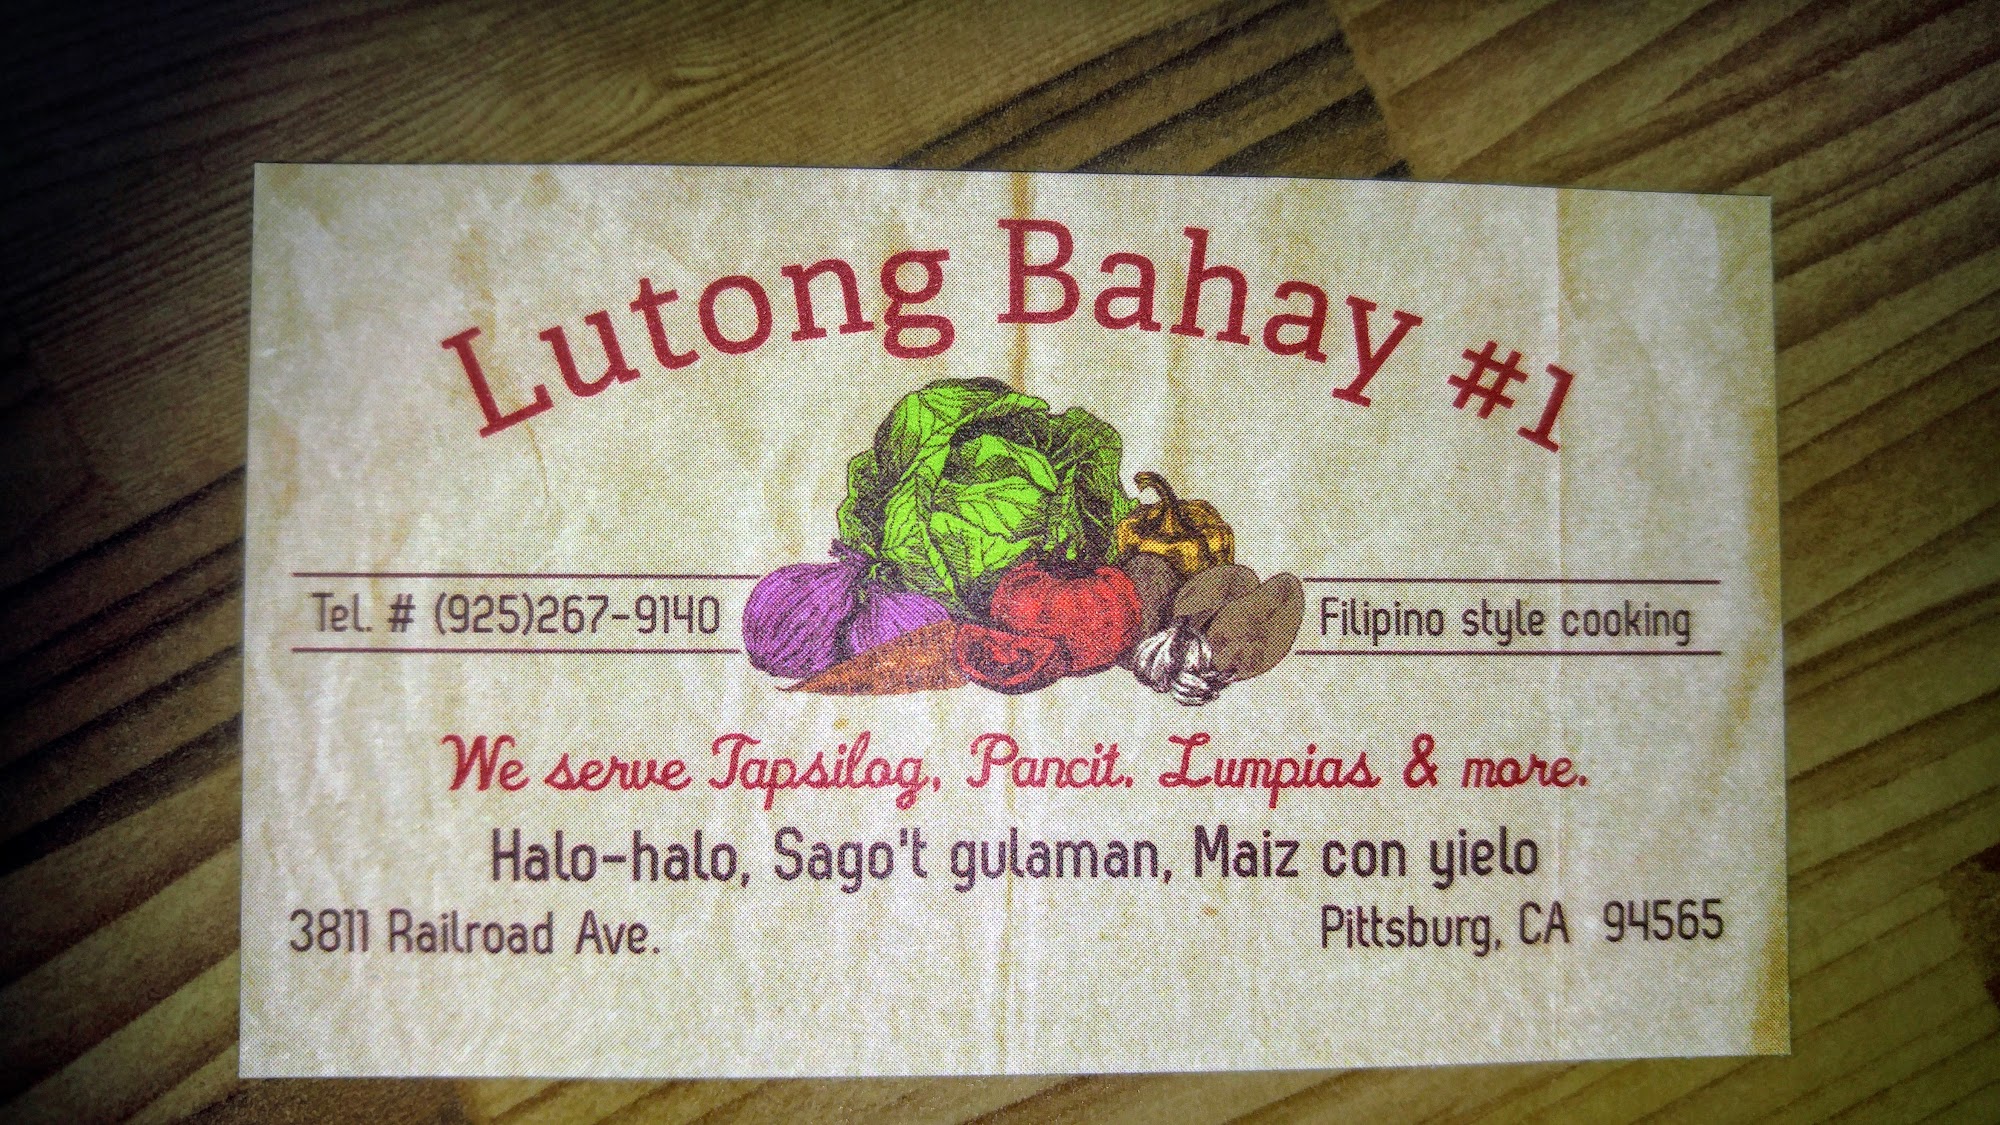 Lutong Bahay #1
Tel. # (925)267-9140
Filipino style cooking
We serve Tapsilog, Pancit, Lumpias & more.
Halo-halo, Sago't gulaman, Maiz con yielo
3811 Railroad Ave.
Pittsburg, CA 94565